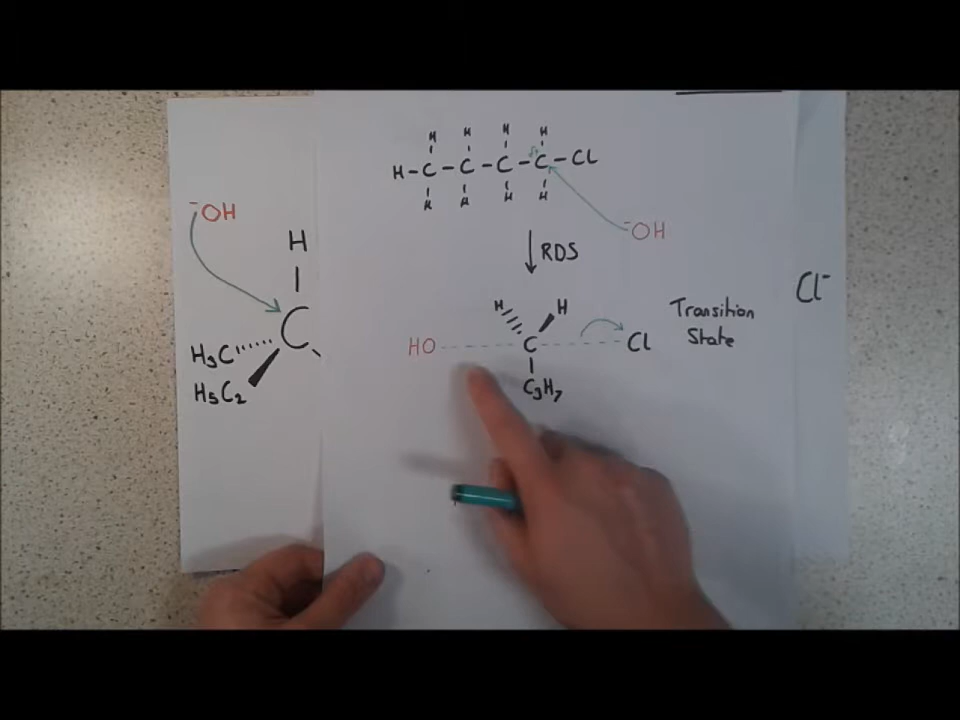 H H H H
H-C-C-C-C-Cl
H H H H
⁻OH
⁻OH
H
RDS
C
H₃C
H₅C₂
H H
HO C Cl
C₃H₇
Transition
State
Cl⁻